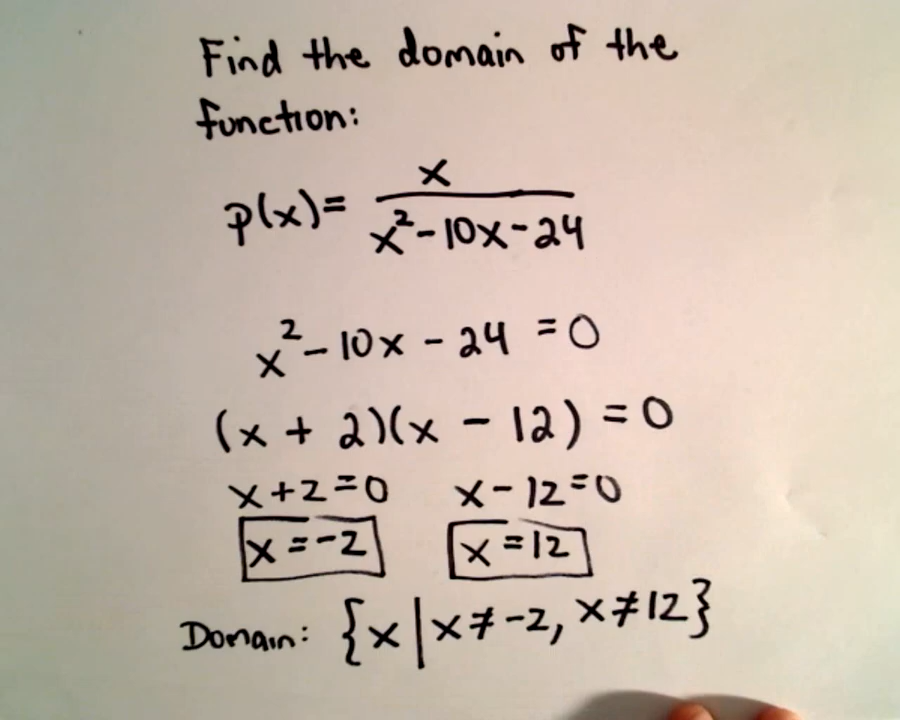 Find the domain of the
function:
p(x)= x / x²-10x-24
x²-10x-24 =0
(x + 2)(x - 12) =0
x+2=0 x-12=0
x=-2 x=12
Domain: {x|x≠-2, x≠12}